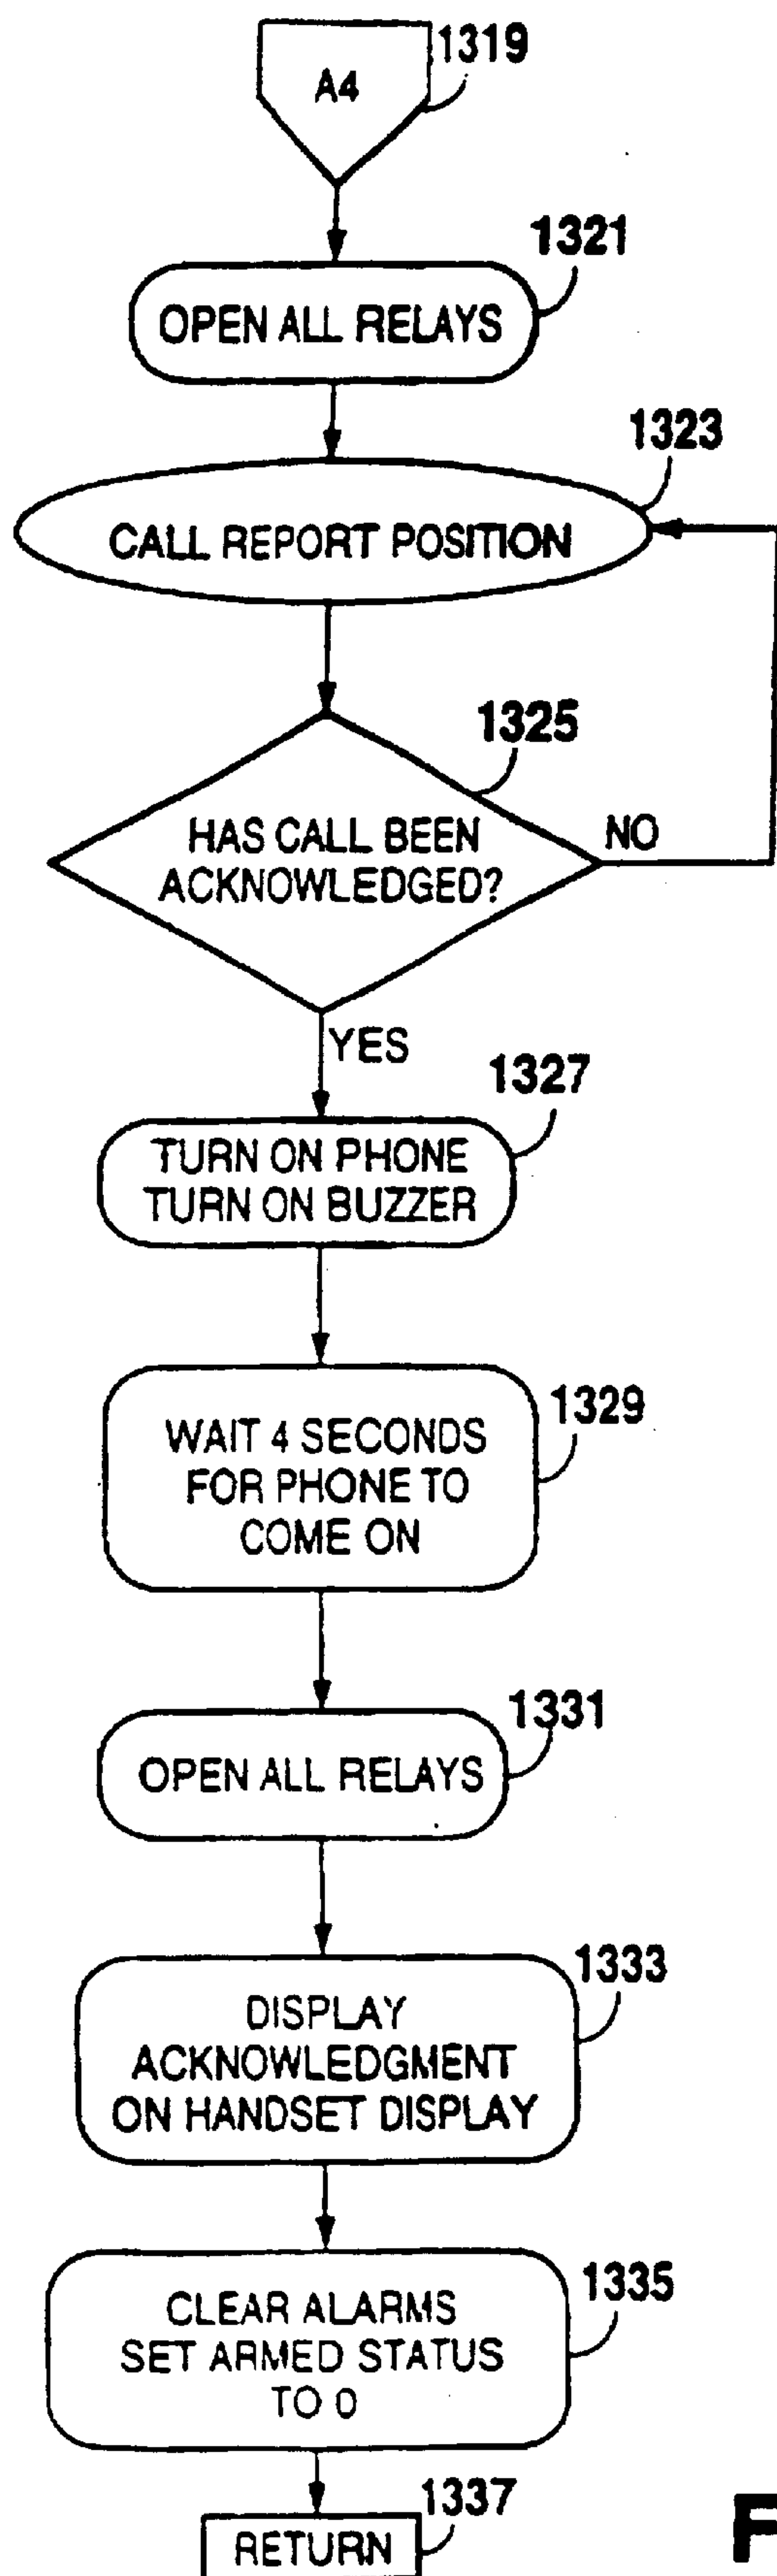 A4
1319
1321
OPEN ALL RELAYS
1323
CALL REPORT POSITION
1325
HAS CALL BEEN
ACKNOWLEDGED?
NO
YES
1327
TURN ON PHONE
TURN ON BUZZER
1329
WAIT 4 SECONDS
FOR PHONE TO
COME ON
1331
OPEN ALL RELAYS
1333
DISPLAY
ACKNOWLEDGMENT
ON HANDSET DISPLAY
1335
CLEAR ALARMS
SET ARMED STATUS
TO 0
1337
RETURN
F